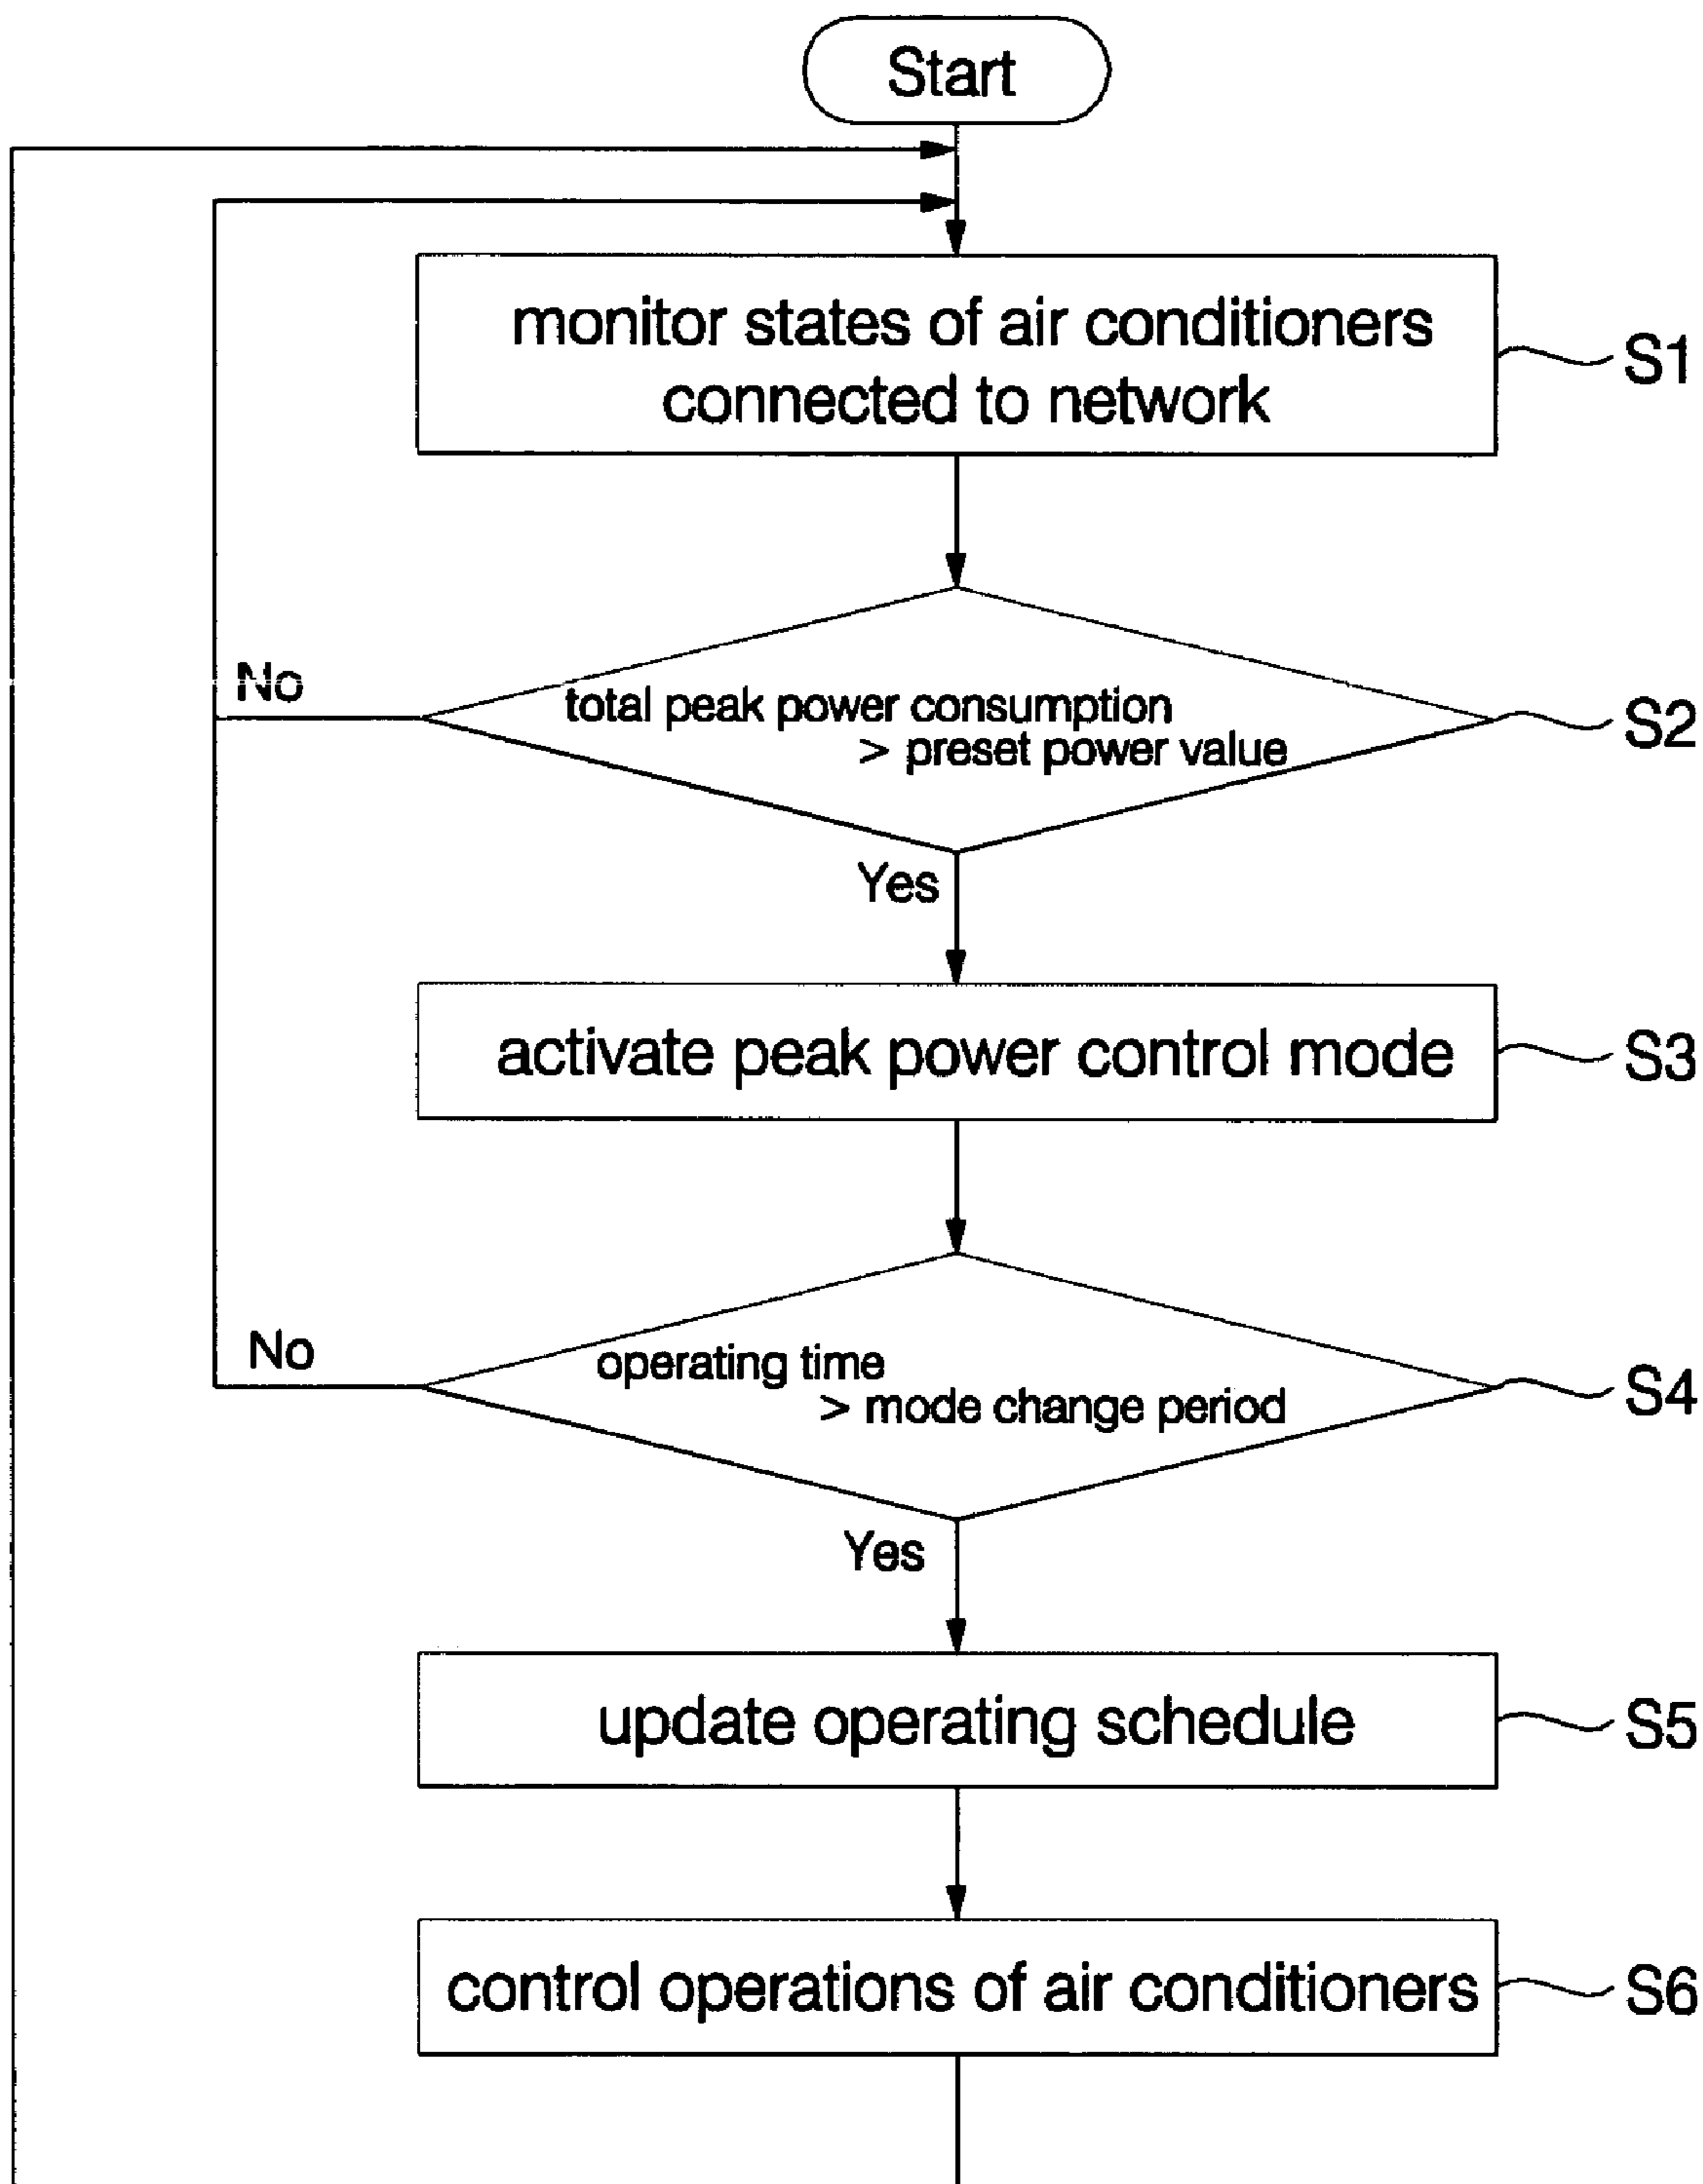 Start
monitor states of air conditioners
connected to network
S1
No
total peak power consumption
> preset power value
S2
Yes
activate peak power control mode
S3
No
operating time
> mode change period
S4
Yes
update operating schedule
S5
control operations of air conditioners
S6